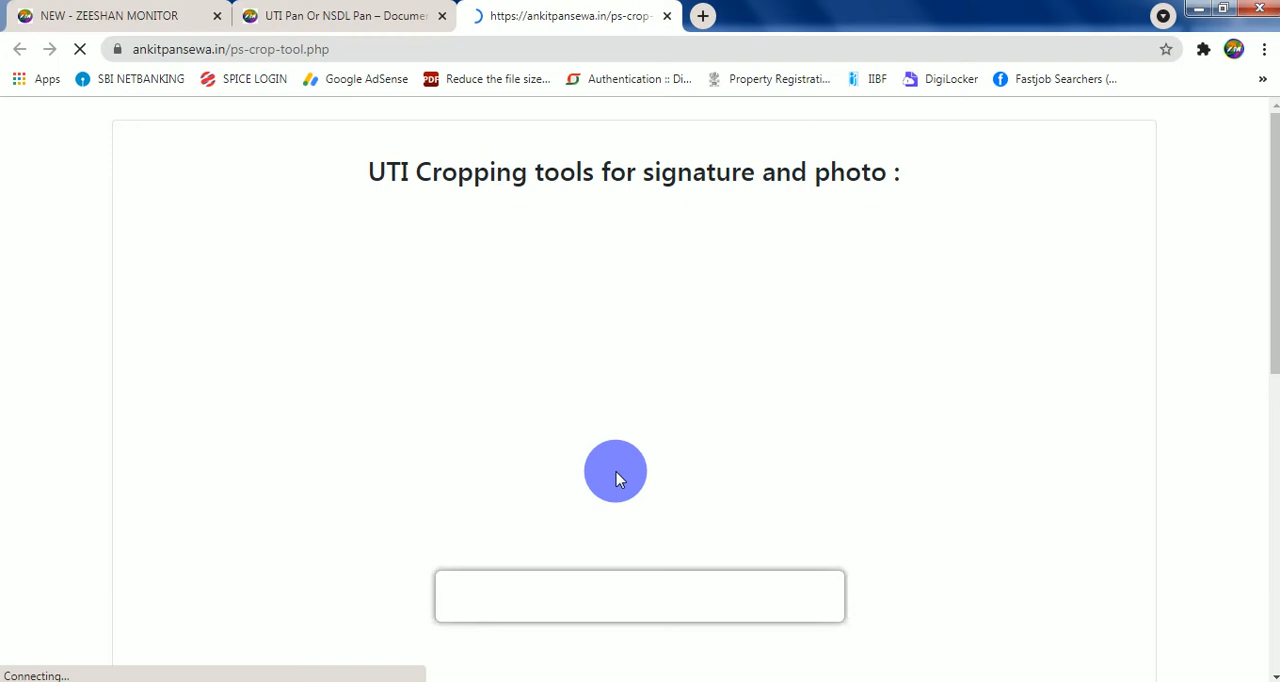 NEW - ZEESHAN MONITOR
UTI Pan Or NSDL Pan – Docume
https://ankitpansewa.in/ps-crop-
ankitpansewa.in/ps-crop-tool.php
Apps
SBI NETBANKING
SPICE LOGIN
Google AdSense
PDF
Reduce the file size...
Authentication :: Di...
Property Registrati...
IIBF
DigiLocker
Fastjob Searchers (...
»
UTI Cropping tools for signature and photo :
Connecting...